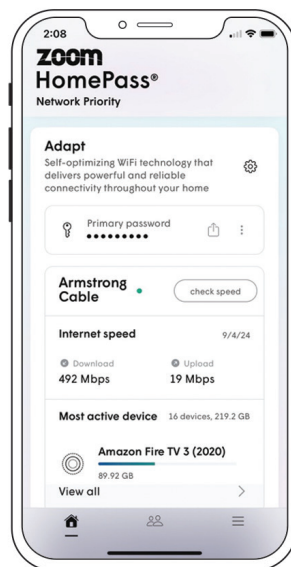 2:08
ZOOM
HomePass®
Network Priority
Adapt
Self-optimizing WiFi technology that
delivers powerful and reliable
connectivity throughout your home
Primary password
•••••••••
Armstrong
Cable
check speed
Internet speed 9/4/24
Download Upload
492 Mbps 19 Mbps
Most active device 16 devices, 219.2 GB
Amazon Fire TV 3 (2020)
89.92 GB
View all